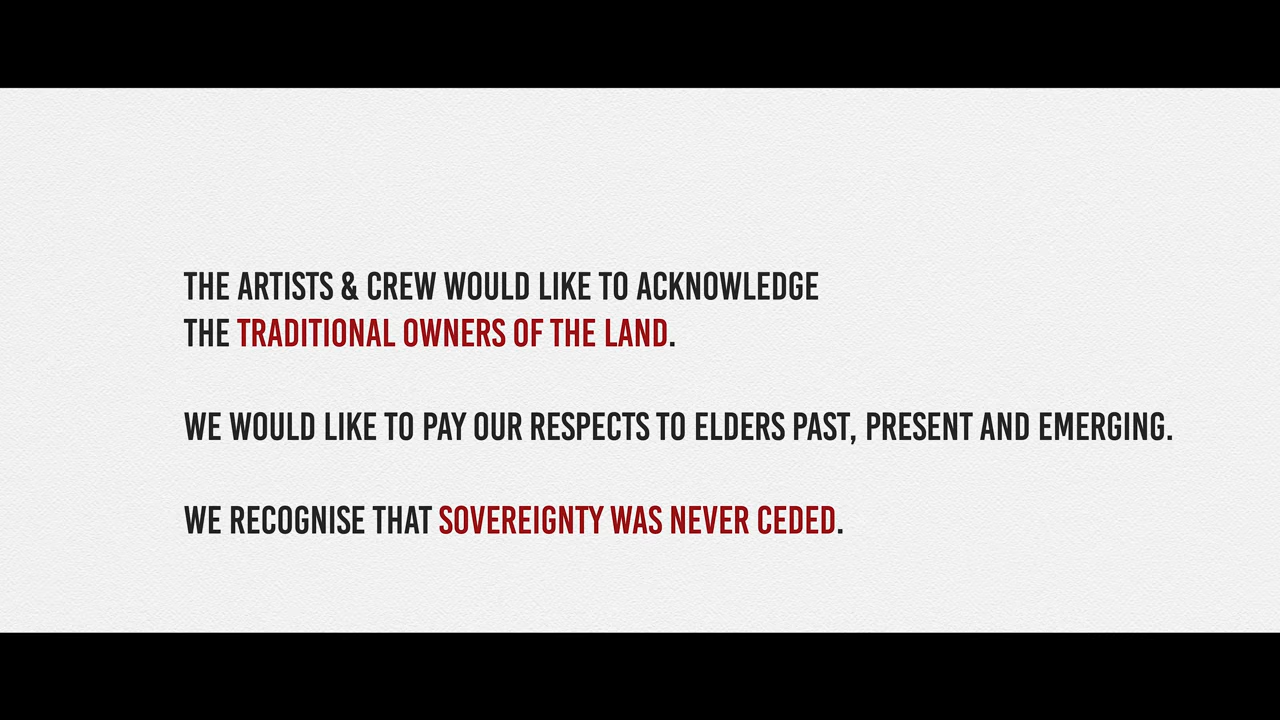 THE ARTISTS & CREW WOULD LIKE TO ACKNOWLEDGE
THE TRADITIONAL OWNERS OF THE LAND.
WE WOULD LIKE TO PAY OUR RESPECTS TO ELDERS PAST, PRESENT AND EMERGING.
WE RECOGNISE THAT SOVEREIGNTY WAS NEVER CEDED.